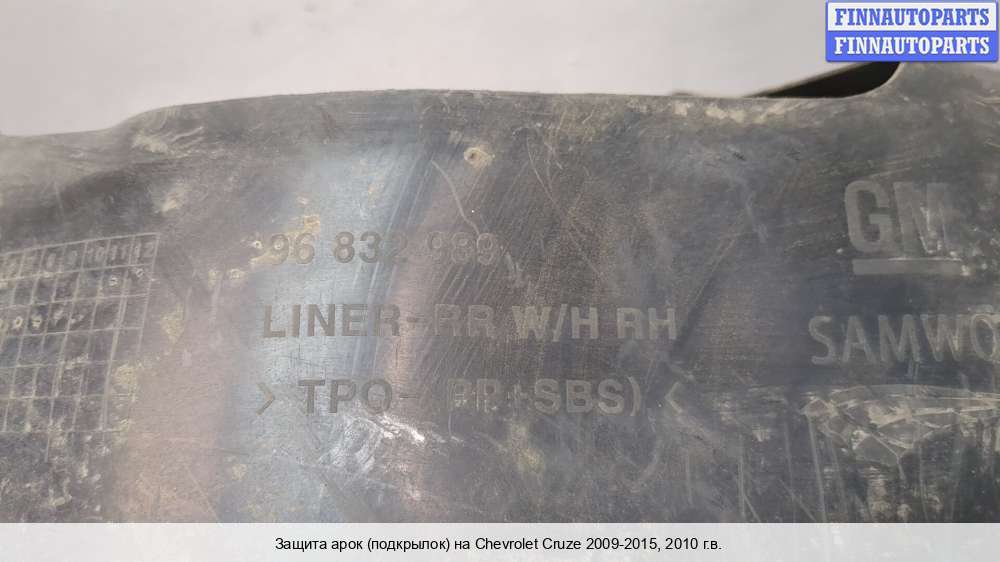 FINNAUTOPARTS
FINNAUTOPARTS
GM
96 832 989
LINER-RR W/H RH
SAMWO
> TPO- (PP+SBS) <
Защита арок (подкрылок) на Chevrolet Cruze 2009-2015, 2010 г.в.